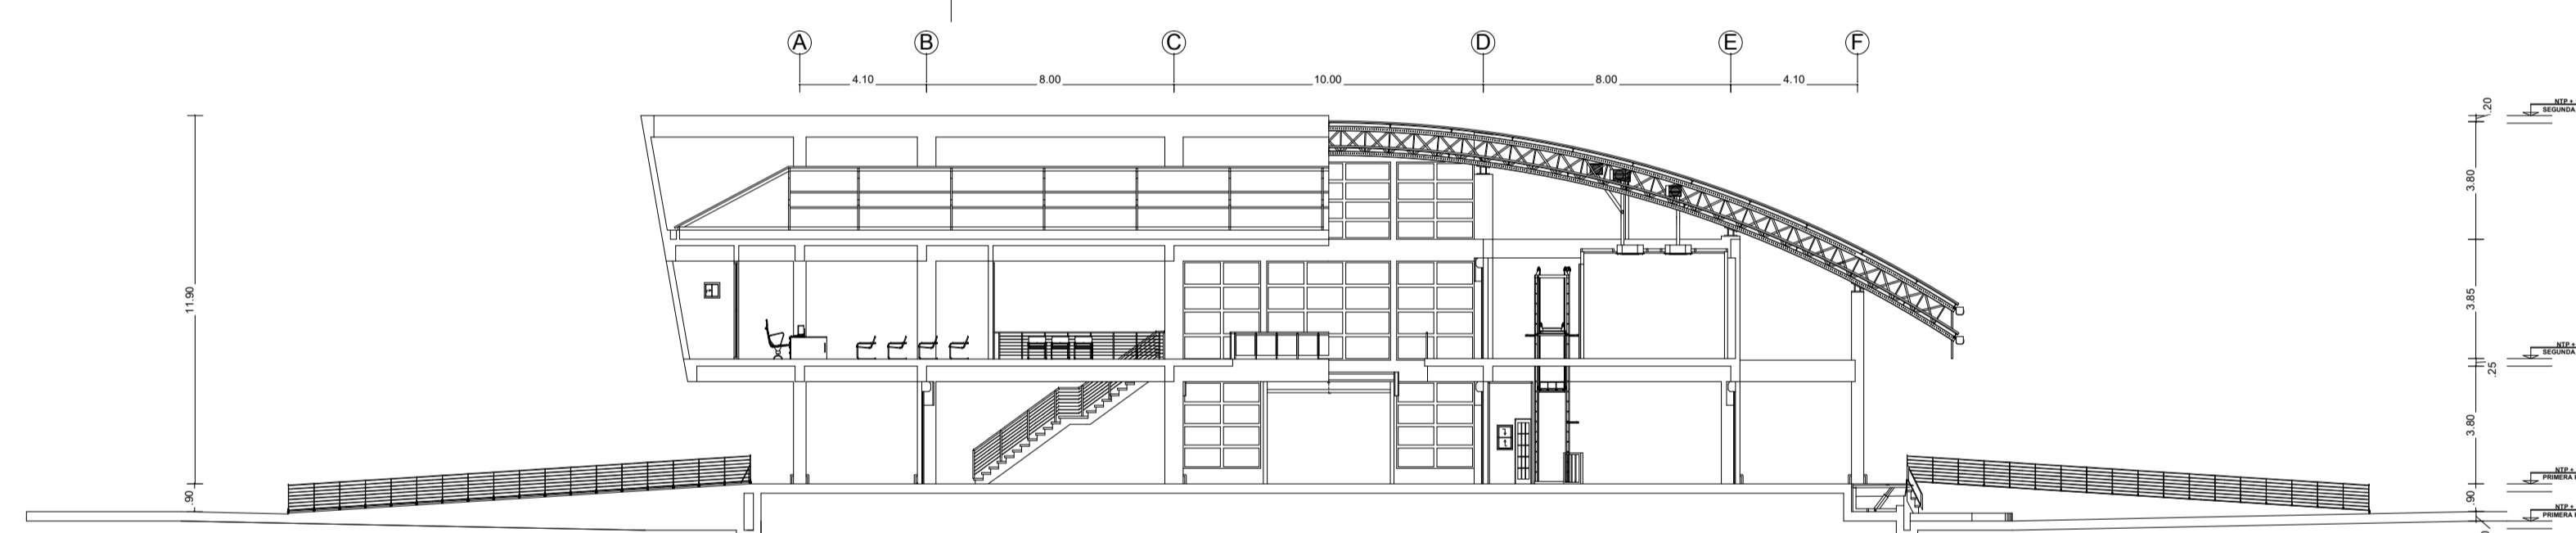 A B C D E F
4.10 8.00 10.00 8.00 4.10
.20
NTP +
SEGUNDA
3.80
11.90
3.85
NTP +
SEGUNDA
.25
3.80
NTP +
PRIMERA
.90
.90
NTP +
PRIMERA